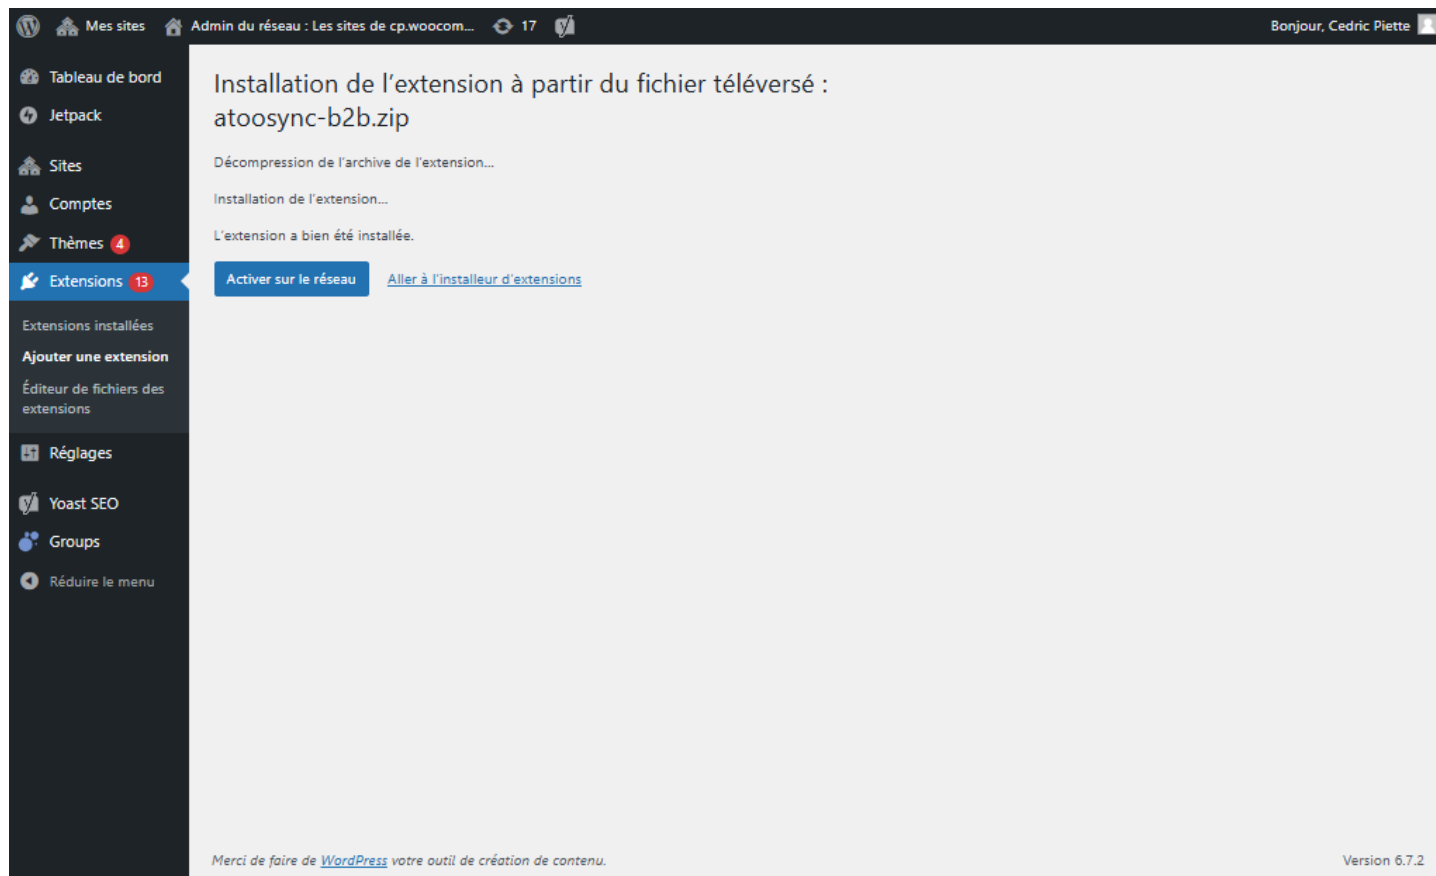 Mes sites
Admin du réseau : Les sites de cp.woocom...
17
Bonjour, Cedric Piette
Tableau de bord
Jetpack
Sites
Comptes
Thèmes 4
Extensions 13
Extensions installées
Ajouter une extension
Éditeur de fichiers des
extensions
Réglages
Yoast SEO
Groups
Réduire le menu
Installation de l’extension à partir du fichier téléversé :
atoosync-b2b.zip
Décompression de l’archive de l’extension...
Installation de l’extension...
L’extension a bien été installée.
Activer sur le réseau
Aller à l’installeur d’extensions
Merci de faire de WordPress votre outil de création de contenu.
Version 6.7.2